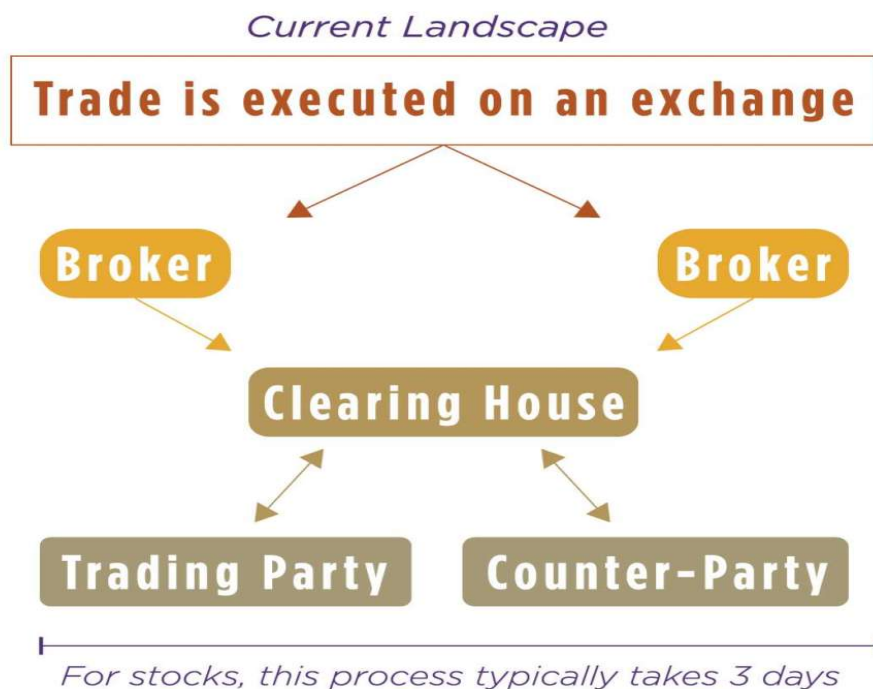 Current Landscape
Trade is executed on an exchange
Broker
Broker
Clearing House
Trading Party
Counter-Party
For stocks, this process typically takes 3 days